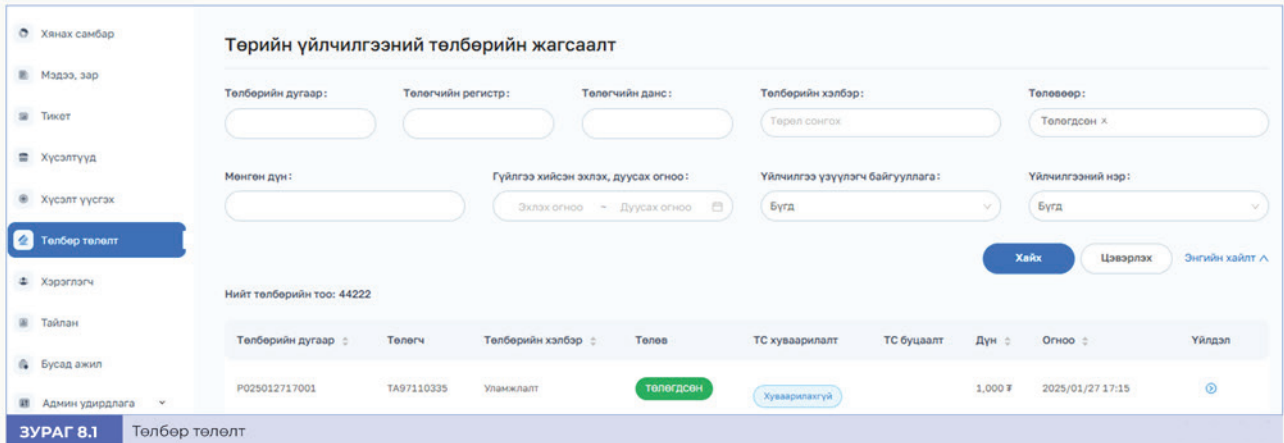 Хянах самбар
Мэдээ, зар
Тикет
Хүсэлтүүд
Хүсэлт үүсгэх
Төлбөр төлөлт
Хэрэглэгч
Тайлан
Бусад ажил
Админ удирдлага
Төрийн үйлчилгээний төлбөрийн жагсаалт
Төлбөрийн дугаар: Төлөгчийн регистр: Төлөгчийн данс: Төлбөрийн хэлбэр: Төлөвөөр:
Төрөл сонгох Төлөгдсөн ×
Мөнгөн дүн: Гүйлгээ хийсэн эхлэх, дуусах огноо: Үйлчилгээ үзүүлэгч байгууллага: Үйлчилгээний нэр:
Эхлэх огноо ~ Дуусах огноо Бүгд Бүгд
Хайх Цэвэрлэх Энгийн хайлт
Нийт төлбөрийн тоо: 44222
Төлбөрийн дугаар Төлөгч Төлбөрийн хэлбэр Төлөв ТС хуваарилалт ТС буцаалт Дүн Огноо Үйлдэл
P025012717001 ТА97110335 Уламжлалт төлөгдсөн Хуваарилахгүй 1,000 ₮ 2025/01/27 17:15
ЗУРАГ 8.1 Төлбөр төлөлт